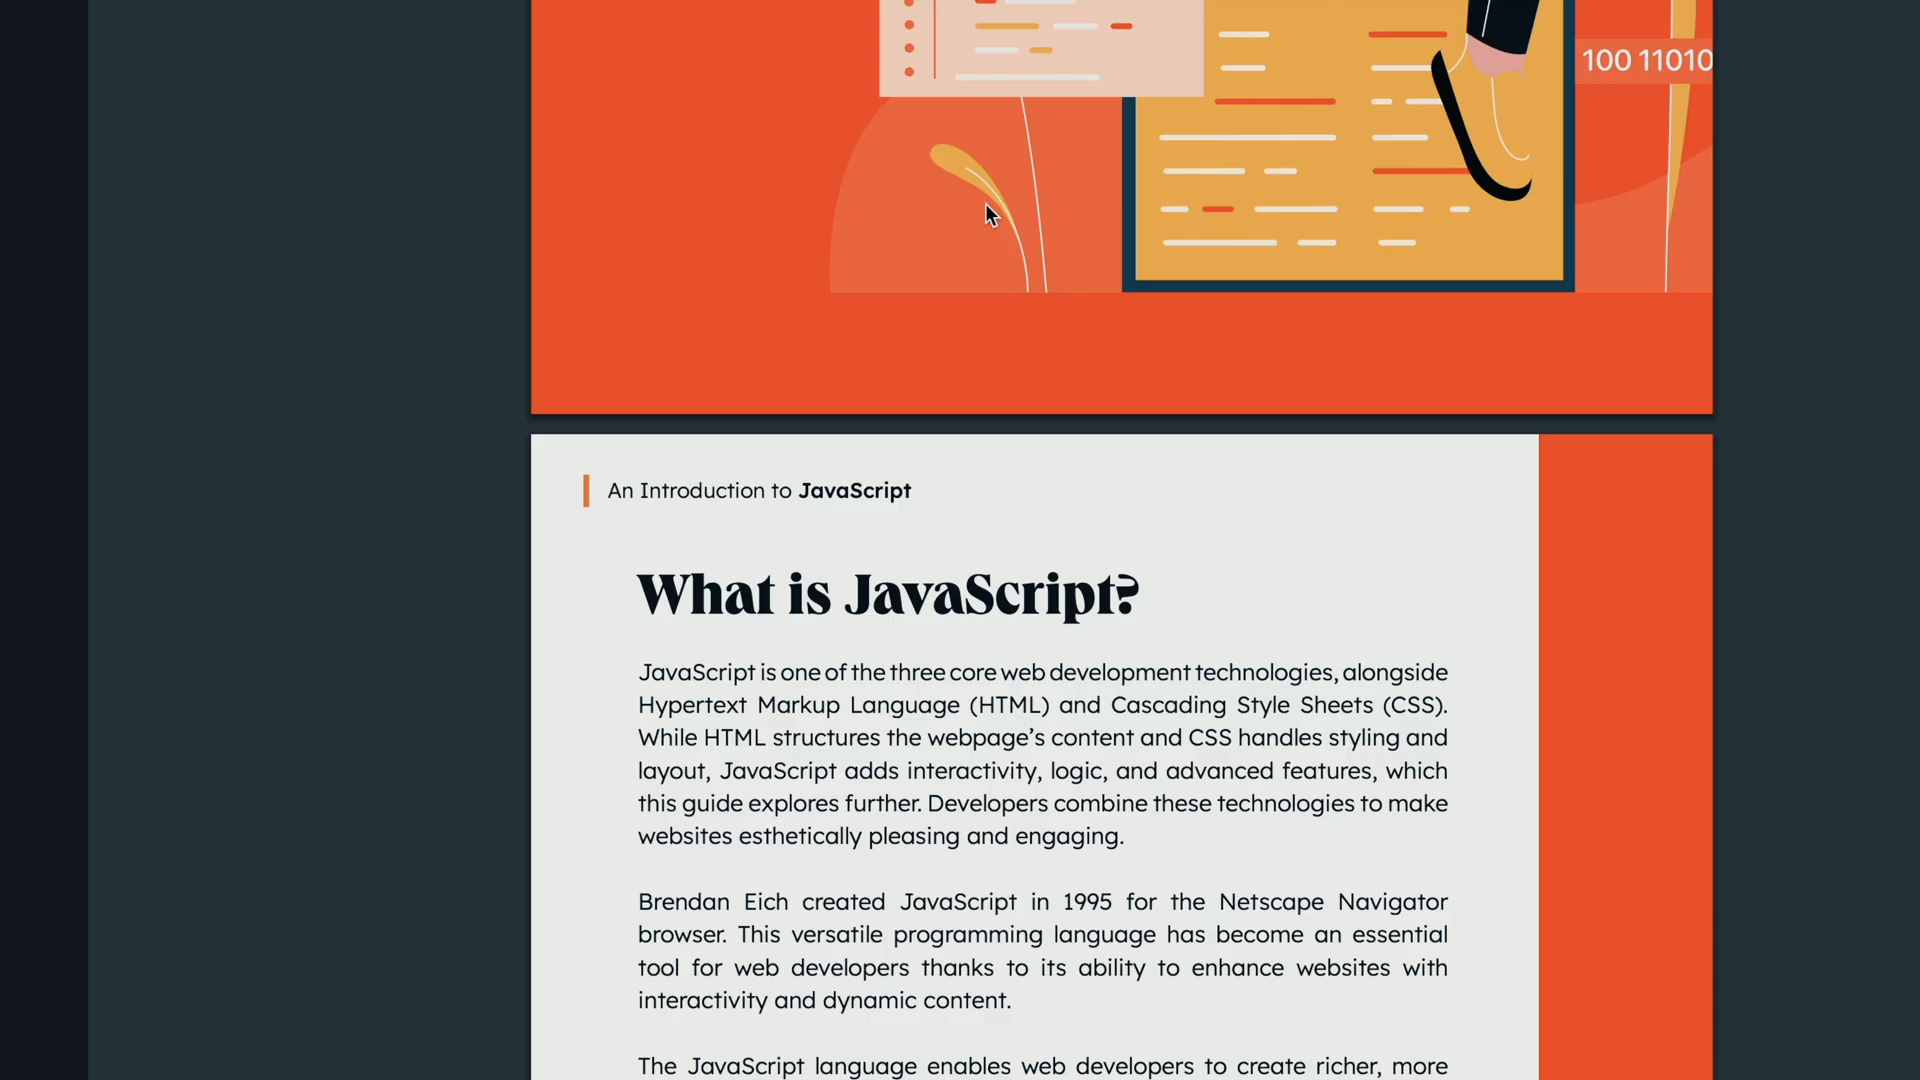 100 11010
An Introduction to JavaScript
What is JavaScript?
JavaScript is one of the three core web development technologies, alongside
Hypertext Markup Language (HTML) and Cascading Style Sheets (CSS).
While HTML structures the webpage’s content and CSS handles styling and
layout, JavaScript adds interactivity, logic, and advanced features, which
this guide explores further. Developers combine these technologies to make
websites esthetically pleasing and engaging.
Brendan Eich created JavaScript in 1995 for the Netscape Navigator
browser. This versatile programming language has become an essential
tool for web developers thanks to its ability to enhance websites with
interactivity and dynamic content.
The JavaScript language enables web developers to create richer, more